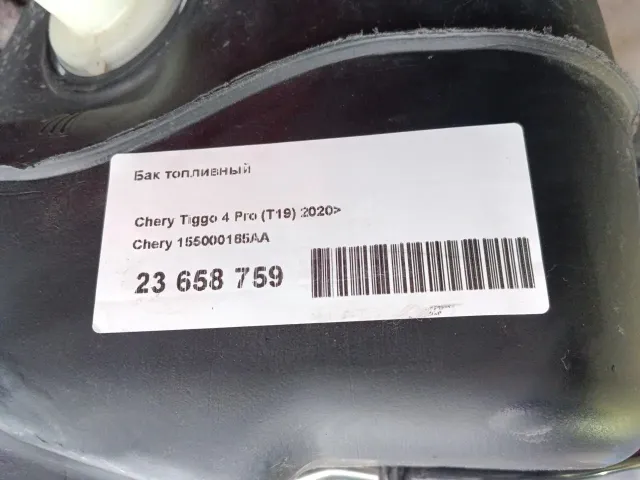 Бак топливный
Chery Tiggo 4 Pro (T19) 2020>
Chery 155000165AA
23 658 759